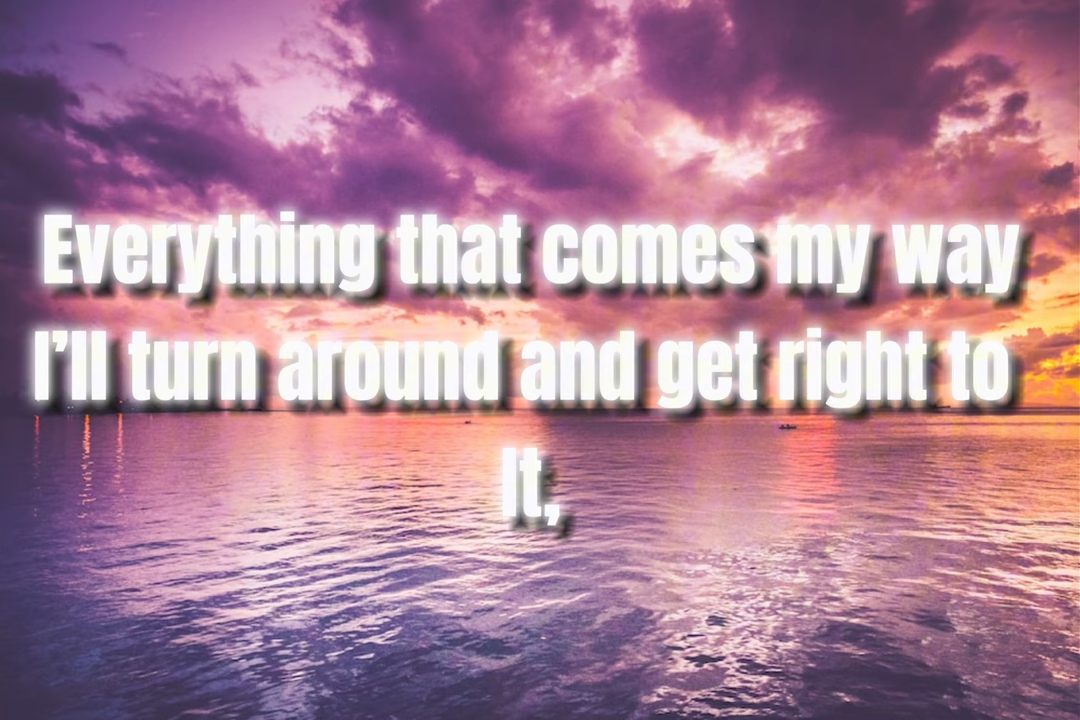 Everything that comes my way
I'll turn around and get right to
It,